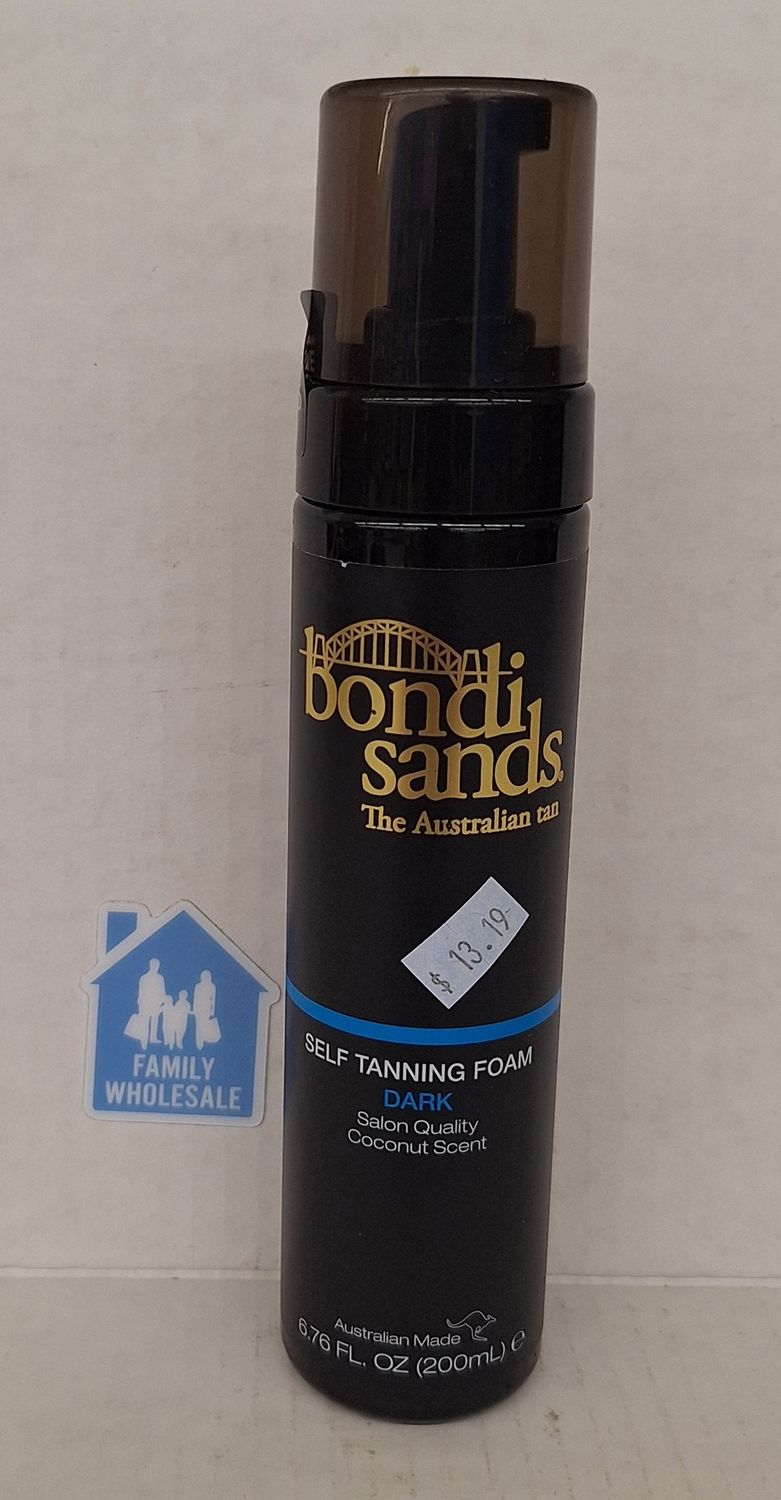 bondi
sands.
The Australian tan
$ 13.19
FAMILY
WHOLESALE
SELF TANNING FOAM
DARK
Salon Quality
Coconut Scent
Australian Made
6.76 FL. OZ (200mL) ℮